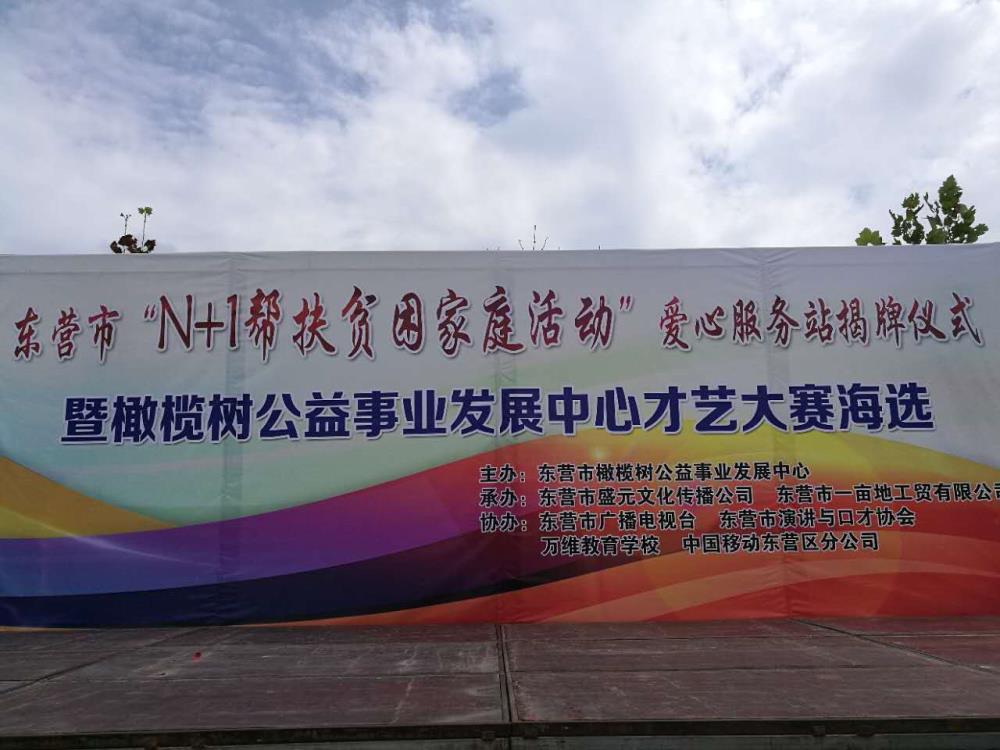 东营市“N+1帮扶贫困家庭活动”爱心服务站揭牌仪式
暨橄榄树公益事业发展中心才艺大赛海选
主办：东营市橄榄树公益事业发展中心
承办：东营市盛元文化传播公司 东营市一亩地工贸有限公司
协办：东营市广播电视台 东营市演讲与口才协会
万维教育学校 中国移动东营区分公司